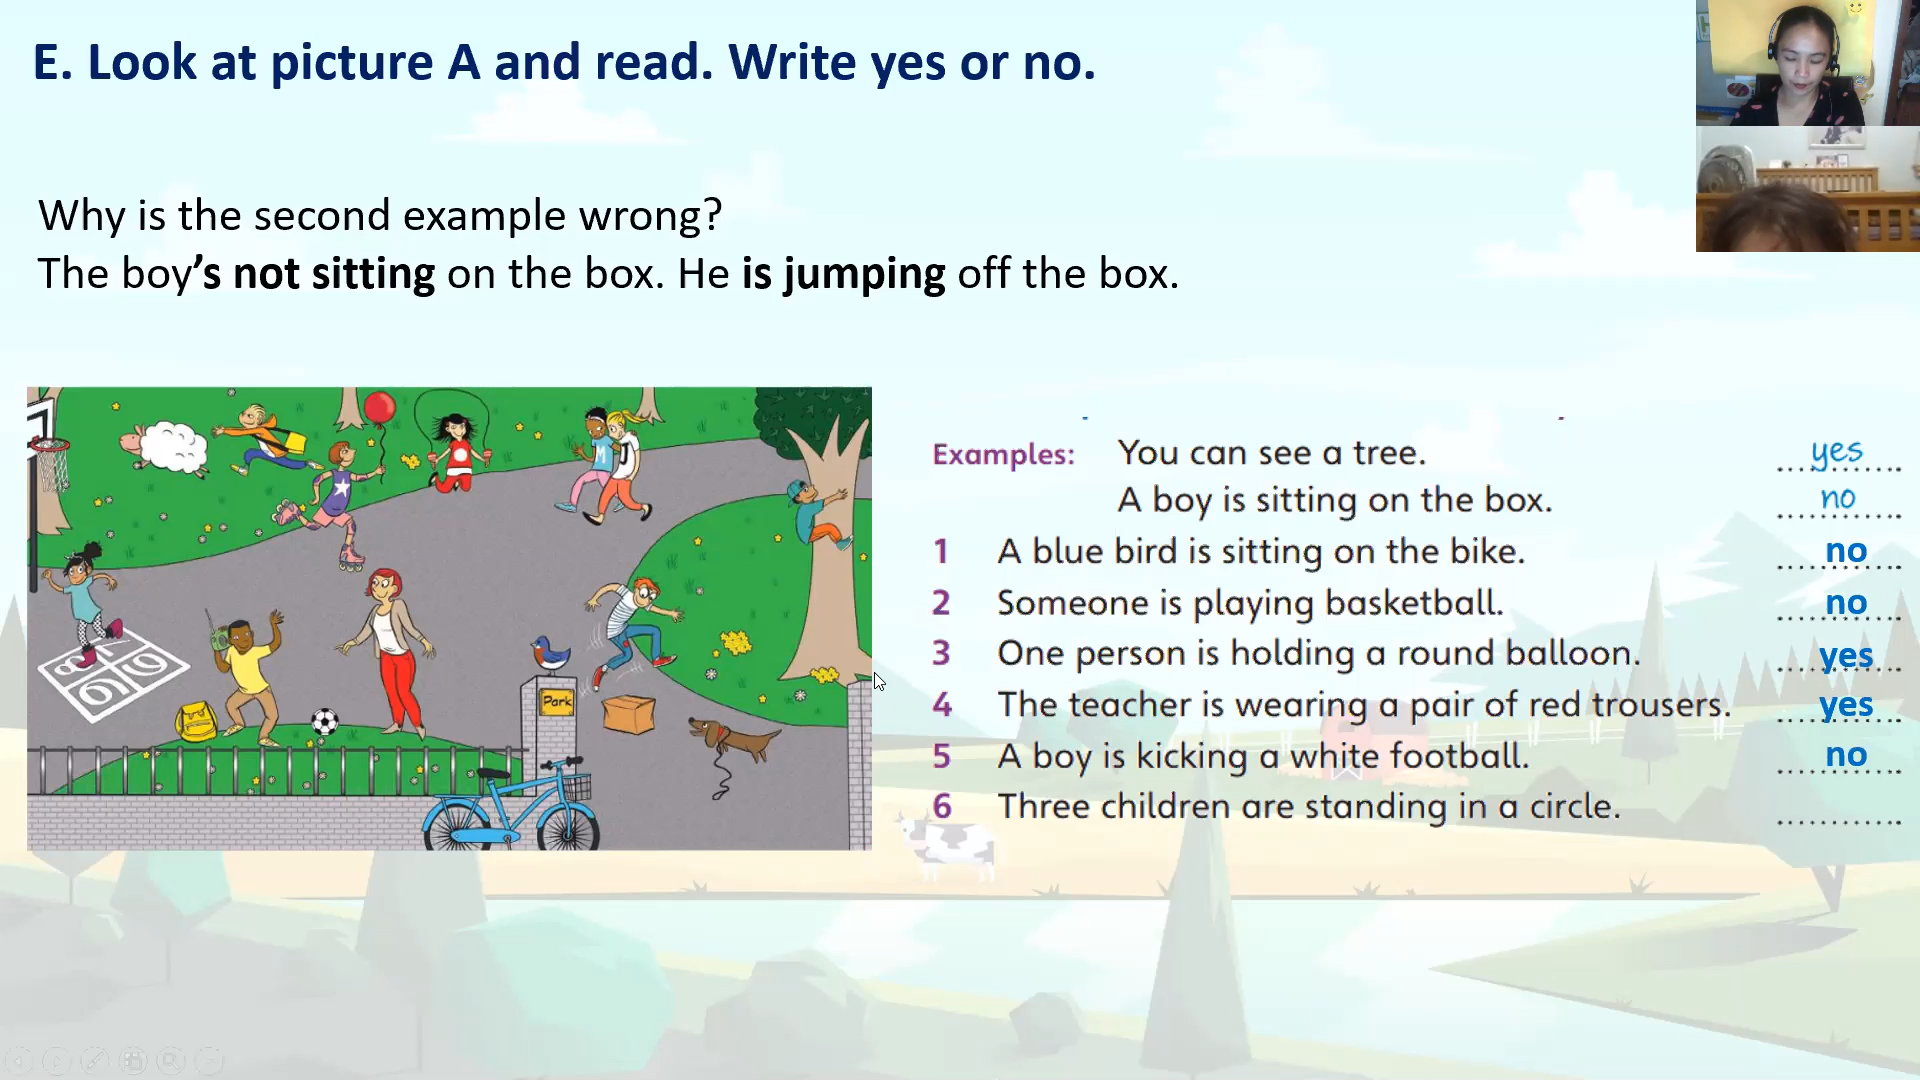 E. Look at picture A and read. Write yes or no.
Why is the second example wrong?
The boy's not sitting on the box. He is jumping off the box.
Examples: You can see a tree. yes
A boy is sitting on the box. no
1 A blue bird is sitting on the bike. no
2 Someone is playing basketball. no
3 One person is holding a round balloon. yes
4 The teacher is wearing a pair of red trousers. yes
5 A boy is kicking a white football. no
6 Three children are standing in a circle. ............
M
J
Park